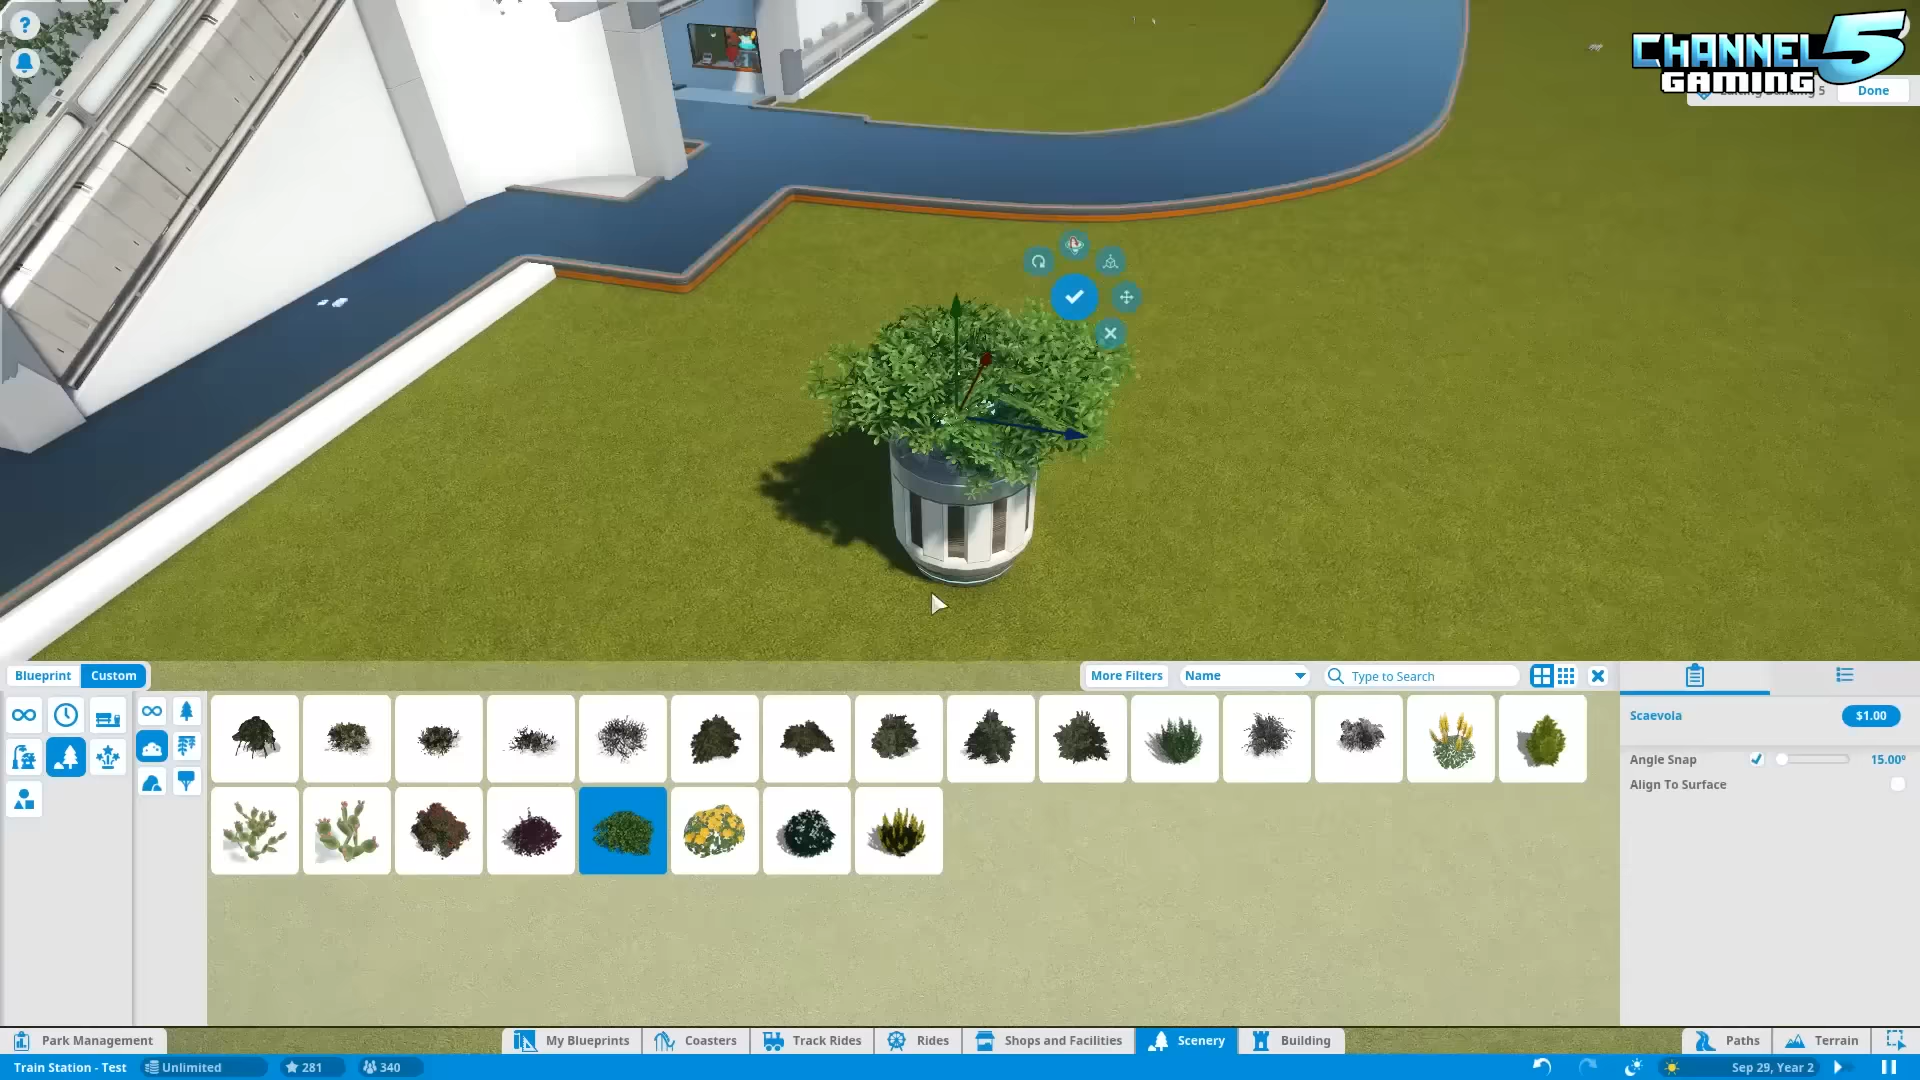 CHANNEL 5
GAMING
5
Done
Blueprint
Custom
More Filters
Name
Type to Search
Scaevola
$1.00
Angle Snap
15.00°
Align To Surface
Park Management
My Blueprints
Coasters
Track Rides
Rides
Shops and Facilities
Scenery
Building
Paths
Terrain
Train Station - Test
Unlimited
281
340
Sep 29, Year 2